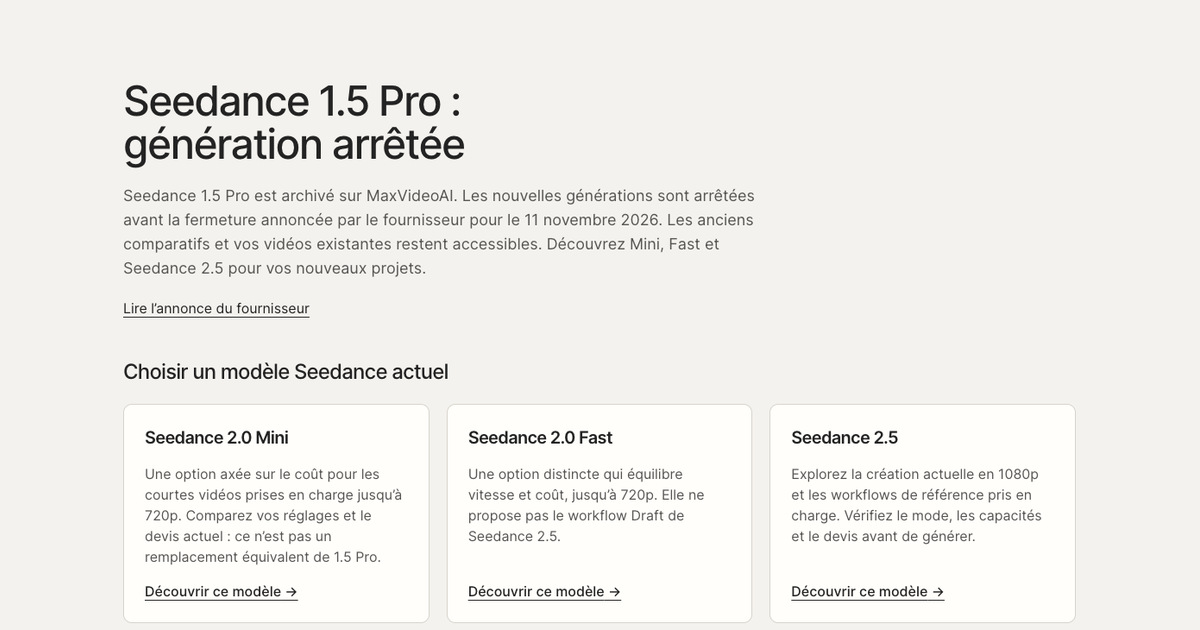 Seedance 1.5 Pro :
génération arrêtée
Seedance 1.5 Pro est archivé sur MaxVideoAI. Les nouvelles générations sont arrêtées
avant la fermeture annoncée par le fournisseur pour le 11 novembre 2026. Les anciens
comparatifs et vos vidéos existantes restent accessibles. Découvrez Mini, Fast et
Seedance 2.5 pour vos nouveaux projets.
Lire l’annonce du fournisseur
Choisir un modèle Seedance actuel
Seedance 2.0 Mini
Une option axée sur le coût pour les
courtes vidéos prises en charge jusqu’à
720p. Comparez vos réglages et le
devis actuel : ce n’est pas un
remplacement équivalent de 1.5 Pro.
Découvrir ce modèle →
Seedance 2.0 Fast
Une option distincte qui équilibre
vitesse et coût, jusqu’à 720p. Elle ne
propose pas le workflow Draft de
Seedance 2.5.
Découvrir ce modèle →
Seedance 2.5
Explorez la création actuelle en 1080p
et les workflows de référence pris en
charge. Vérifiez le mode, les capacités
et le devis avant de générer.
Découvrir ce modèle →